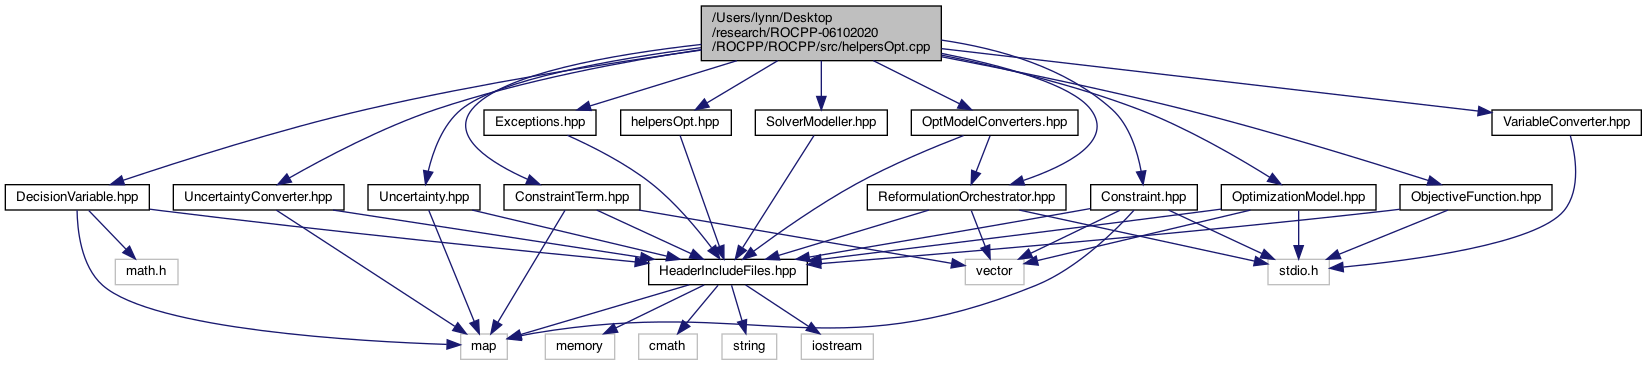 /Users/lynn/Desktop
/research/ROCPP-06102020
/ROCPP/ROCPP/src/helpersOpt.cpp
Exceptions.hpp
helpersOpt.hpp
SolverModeller.hpp
OptModelConverters.hpp
VariableConverter.hpp
DecisionVariable.hpp
UncertaintyConverter.hpp
Uncertainty.hpp
ConstraintTerm.hpp
ReformulationOrchestrator.hpp
Constraint.hpp
OptimizationModel.hpp
ObjectiveFunction.hpp
math.h
HeaderIncludeFiles.hpp
vector
stdio.h
map
memory
cmath
string
iostream